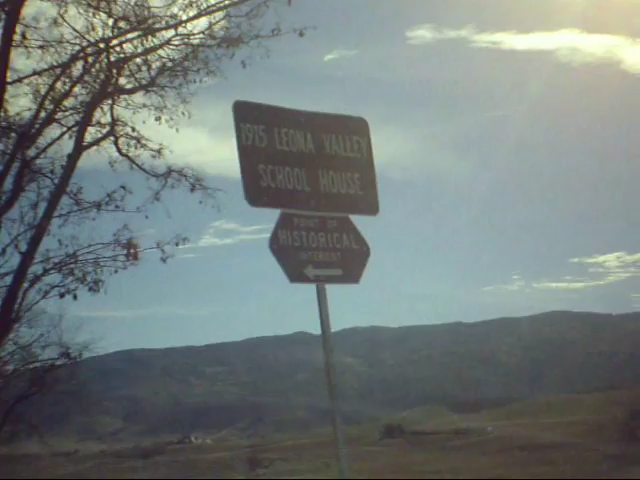 1915 LEONA VALLEY
SCHOOL HOUSE
POINT OF
HISTORICAL
INTEREST